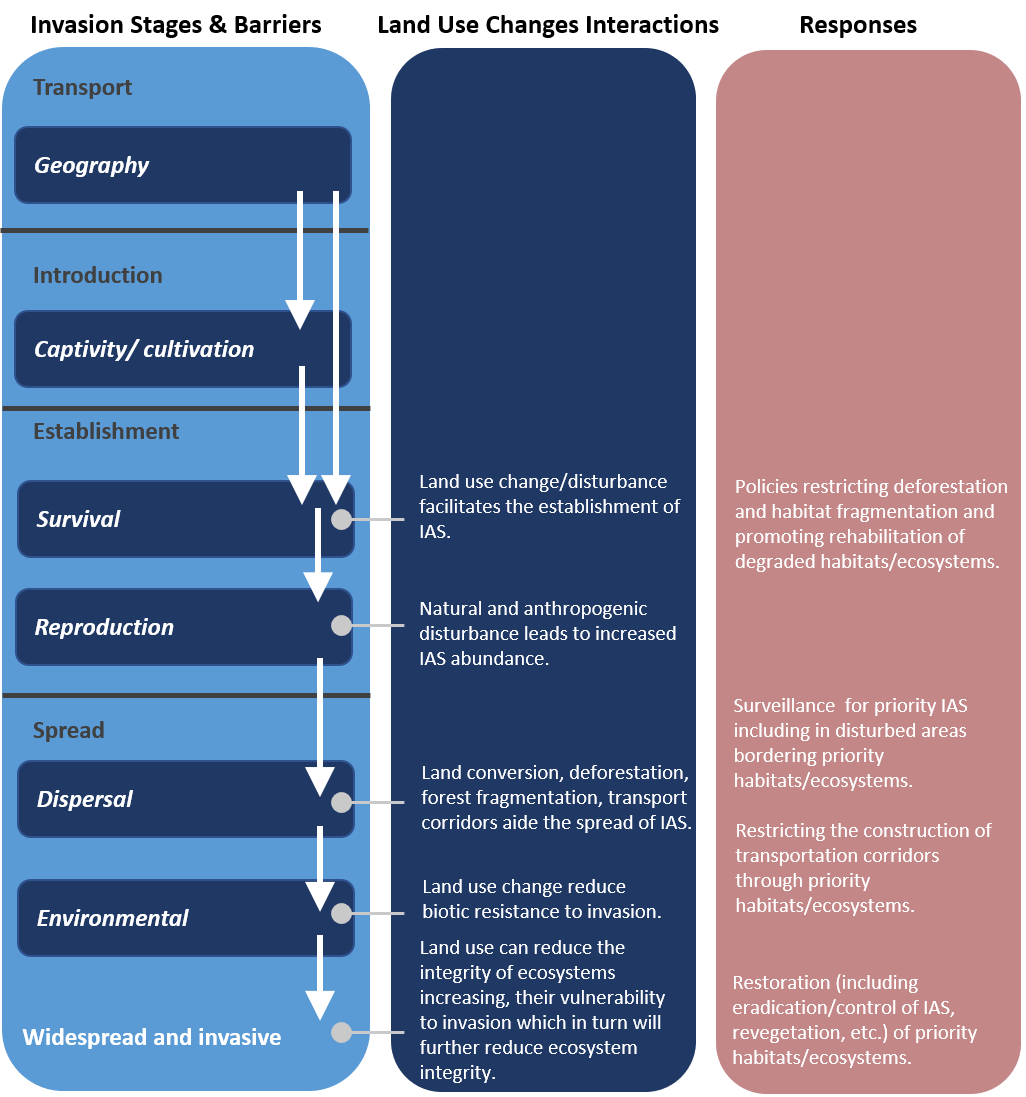 Invasion Stages & Barriers
Transport
Geography
Introduction
Captivity/ cultivation
Establishment
Survival
Reproduction
Spread
Dispersal
Environmental
Widespread and invasive
Land Use Changes Interactions
Land use change/disturbance
facilitates the establishment of
IAS.
Natural and anthropogenic
disturbance leads to increased
IAS abundance.
Land conversion, deforestation,
forest fragmentation, transport
corridors aide the spread of IAS.
Land use change reduce
biotic resistance to invasion.
Land use can reduce the
integrity of ecosystems
increasing, their vulnerability
to invasion which in turn will
further reduce ecosystem
integrity.
Responses
Policies restricting deforestation
and habitat fragmentation and
promoting rehabilitation of
degraded habitats/ecosystems.
Surveillance  for priority IAS
including in disturbed areas
bordering priority
habitats/ecosystems.
Restricting the construction of
transportation corridors
through priority
habitats/ecosystems.
Restoration (including
eradication/control of IAS,
revegetation, etc.) of priority
habitats/ecosystems.